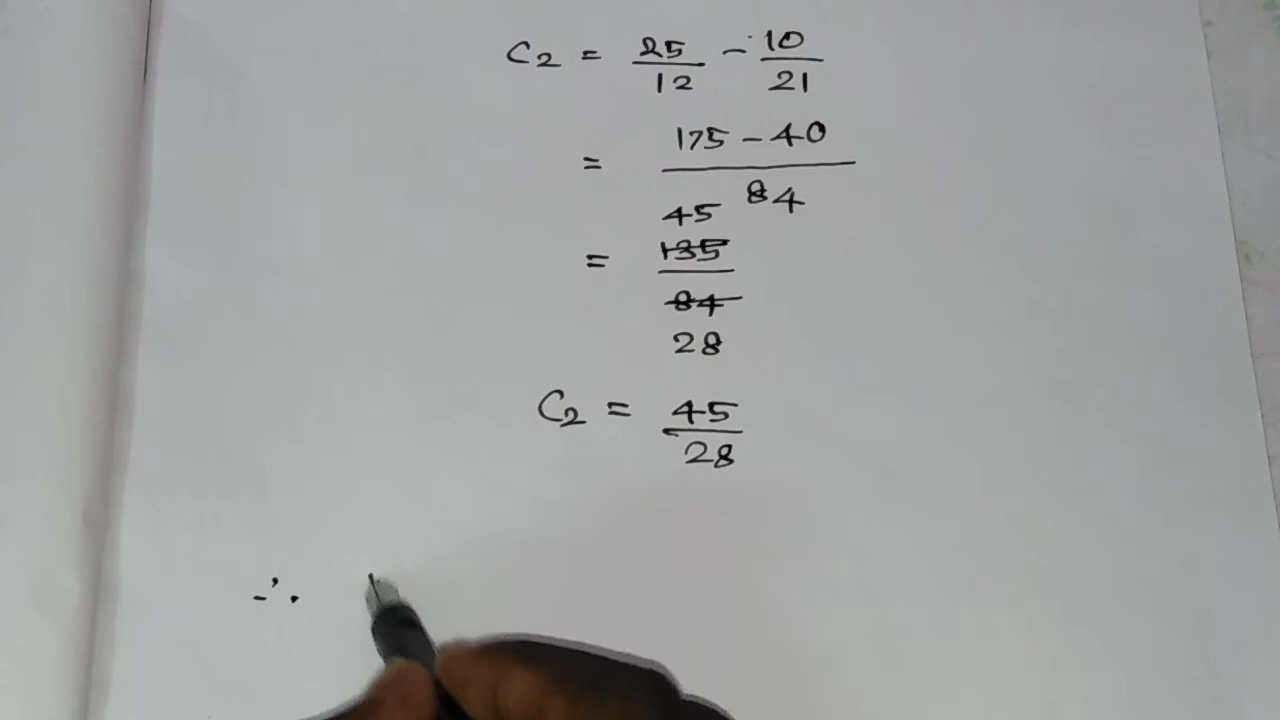 C2 = 25/12 - 10/21
= 175 - 40 / 84
= 45 135 / 84 28
C2 = 45/28
∴